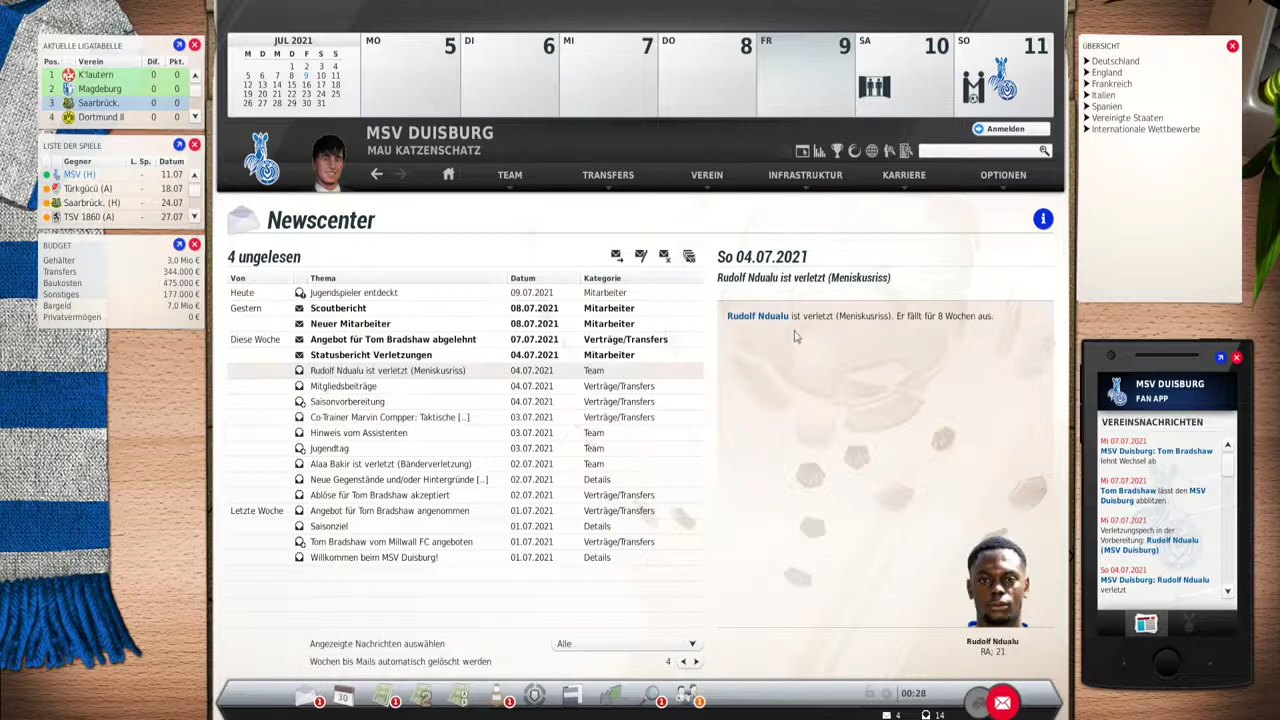 AKTUELLE LIGATABELLE
Pos. Verein Dif. Pkt.
1 K'lautern 0 0
2 Magdeburg 0 0
3 Saarbrück. 0 0
4 Dortmund II 0 0
LISTE DER SPIELE
Gegner L. Sp. Datum
MSV (H) - 11.07
Türkgücü (A) - 18.07
Saarbrück. (H) - 24.07
TSV 1860 (A) - 27.07
BUDGET
Gehälter 3,0 Mio €
Transfers 344.000 €
Baukosten 475.000 €
Sonstiges 177.000 €
Bargeld 7,0 Mio €
Privatvermögen 0 €
JUL 2021
M D M D F S S
1 2 3 4
5 6 7 8 9 10 11
12 13 14 15 16 17 18
19 20 21 22 23 24 25
26 27 28 29 30 31
MO 5
DI 6
MI 7
DO 8
FR 9
SA 10
SO 11
MSV DUISBURG
MAU KATZENSCHATZ
Anmelden
TEAM TRANSFERS VEREIN INFRASTRUKTUR KARRIERE OPTIONEN
Newscenter
4 ungelesen
Von Thema Datum Kategorie
Heute Jugendspieler entdeckt 09.07.2021 Mitarbeiter
Gestern Scoutbericht 08.07.2021 Mitarbeiter
Neuer Mitarbeiter 08.07.2021 Mitarbeiter
Diese Woche Angebot für Tom Bradshaw abgelehnt 07.07.2021 Verträge/Transfers
Statusbericht Verletzungen 04.07.2021 Mitarbeiter
Rudolf Ndualu ist verletzt (Meniskusriss) 04.07.2021 Team
Mitgliedsbeiträge 04.07.2021 Verträge/Transfers
Saisonvorbereitung 04.07.2021 Verträge/Transfers
Co-Trainer Marvin Compper: Taktische [..] 03.07.2021 Verträge/Transfers
Hinweis vom Assistenten 03.07.2021 Team
Jugendtag 03.07.2021 Team
Alaa Bakir ist verletzt (Bänderverletzung) 02.07.2021 Team
Neue Gegenstände und/oder Hintergründe [..] 02.07.2021 Details
Ablöse für Tom Bradshaw akzeptiert 02.07.2021 Verträge/Transfers
Letzte Woche Angebot für Tom Bradshaw angenommen 01.07.2021 Verträge/Transfers
Saisonziel 01.07.2021 Details
Tom Bradshaw vom Millwall FC angeboten 01.07.2021 Verträge/Transfers
Willkommen beim MSV Duisburg! 01.07.2021 Details
Angezeigte Nachrichten auswählen Alle
Wochen bis Mails automatisch gelöscht werden 4
So 04.07.2021
Rudolf Ndualu ist verletzt (Meniskusriss)
Rudolf Ndualu ist verletzt (Meniskusriss). Er fällt für 8 Wochen aus.
Rudolf Ndualu
RA; 21
ÜBERSICHT
Deutschland
England
Frankreich
Italien
Spanien
Vereinigte Staaten
Internationale Wettbewerbe
MSV DUISBURG
FAN APP
VEREINSNACHRICHTEN
Mi 07.07.2021
MSV Duisburg: Tom Bradshaw
lehnt Wechsel ab
Mi 07.07.2021
Tom Bradshaw lässt den MSV
Duisburg abblitzen.
Mi 07.07.2021
Verletzungspech in der
Vorbereitung: Rudolf Ndualu
(MSV Duisburg)
So 04.07.2021
MSV Duisburg: Rudolf Ndualu
verletzt
1 30 1 2 1 1 1
00:28
4 14